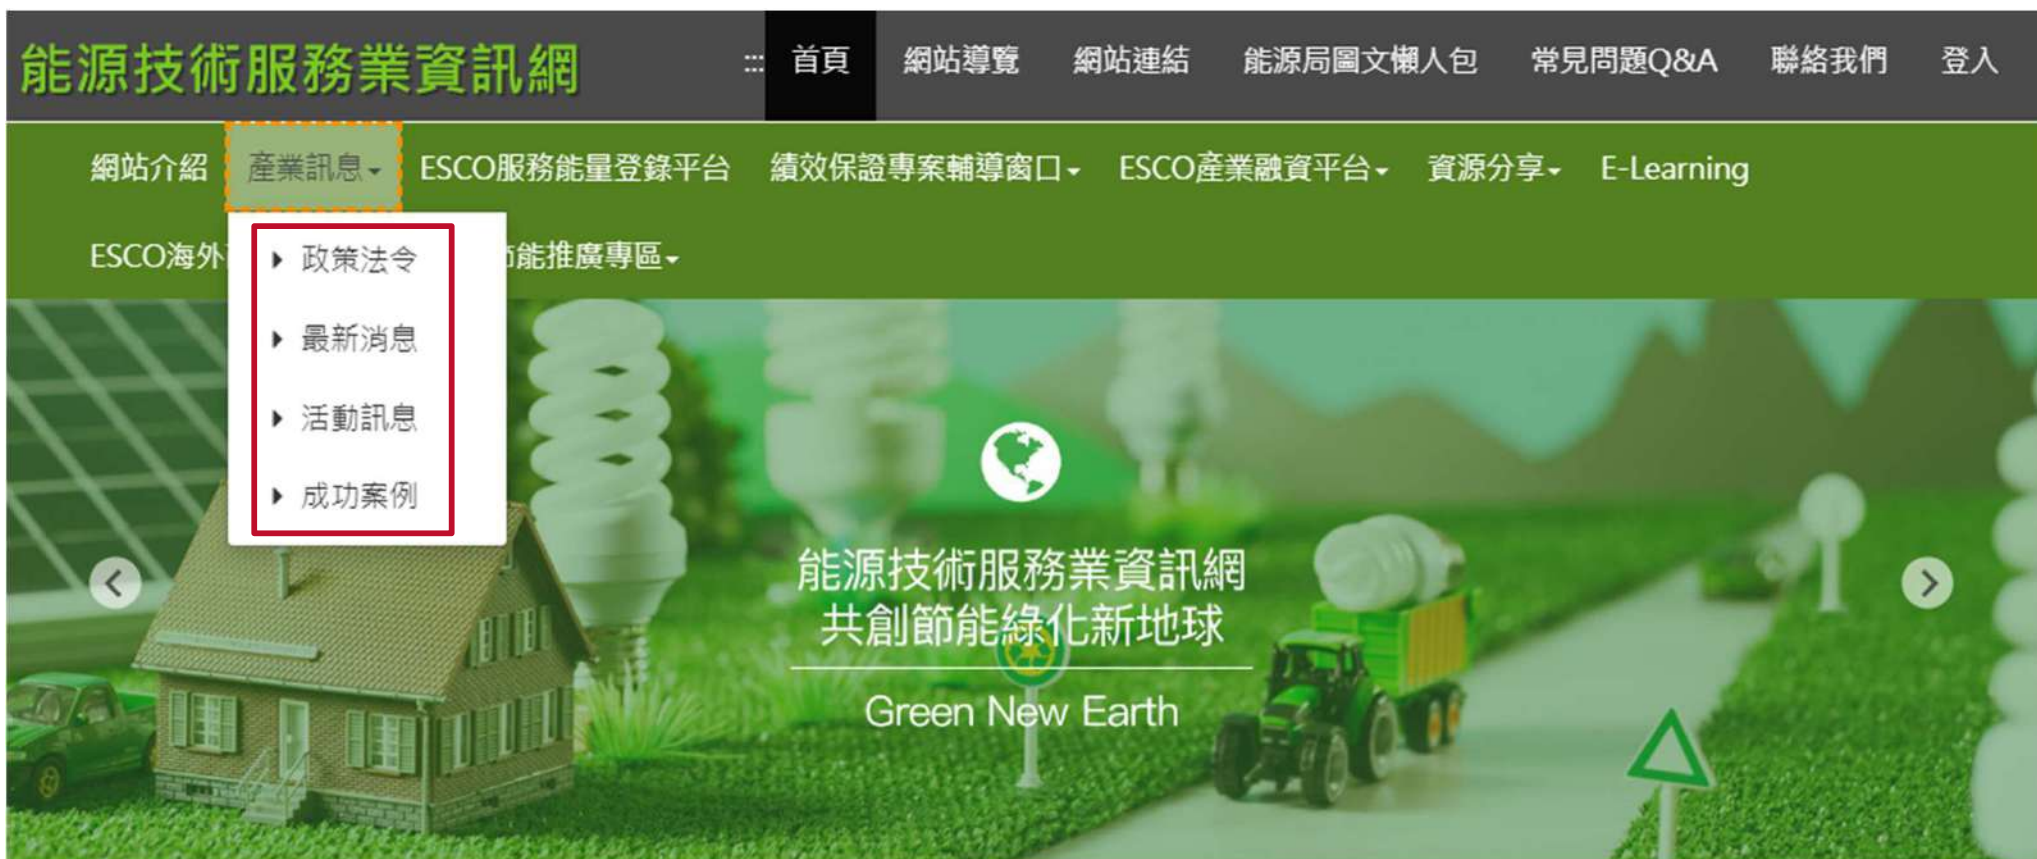 能源技術服務業資訊網
::: 首頁 網站導覽 網站連結 能源局圖文懶人包 常見問題Q&A 聯絡我們 登入
網站介紹 產業訊息 ESCO服務能量登錄平台 績效保證專案輔導窗口 ESCO產業融資平台 資源分享 E-Learning
ESCO海外 能推廣專區
政策法令
最新消息
活動訊息
成功案例
能源技術服務業資訊網
共創節能綠化新地球
Green New Earth